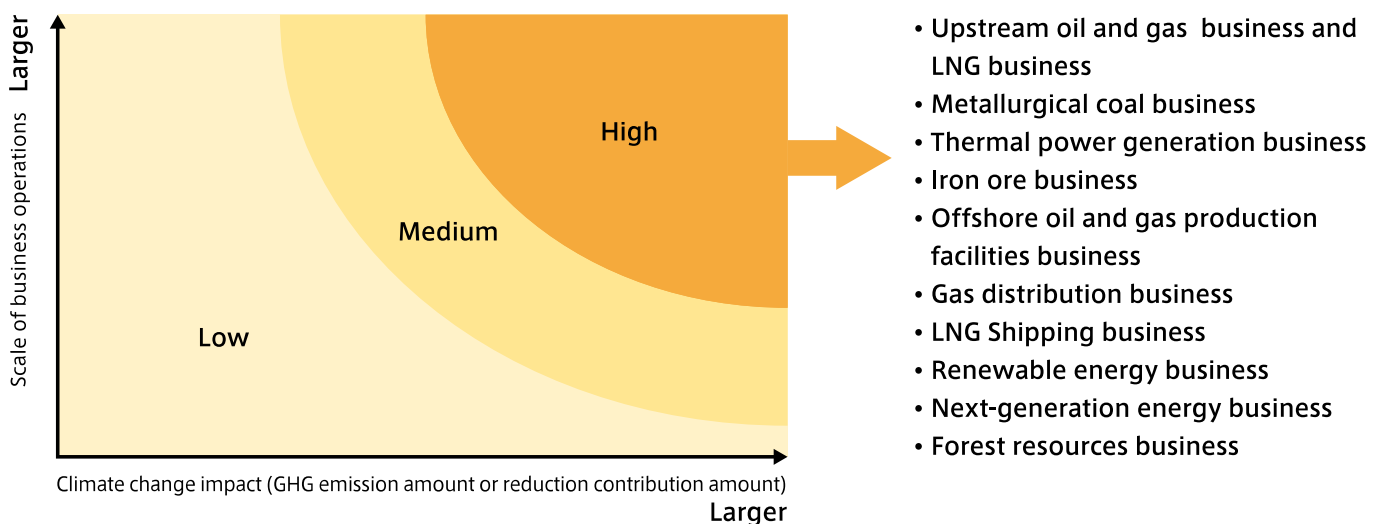 Larger
Scale of business operations
High
Medium
Low
Climate change impact (GHG emission amount or reduction contribution amount)
Larger
• Upstream oil and gas business and
LNG business
• Metallurgical coal business
• Thermal power generation business
• Iron ore business
• Offshore oil and gas production
facilities business
• Gas distribution business
• LNG Shipping business
• Renewable energy business
• Next-generation energy business
• Forest resources business